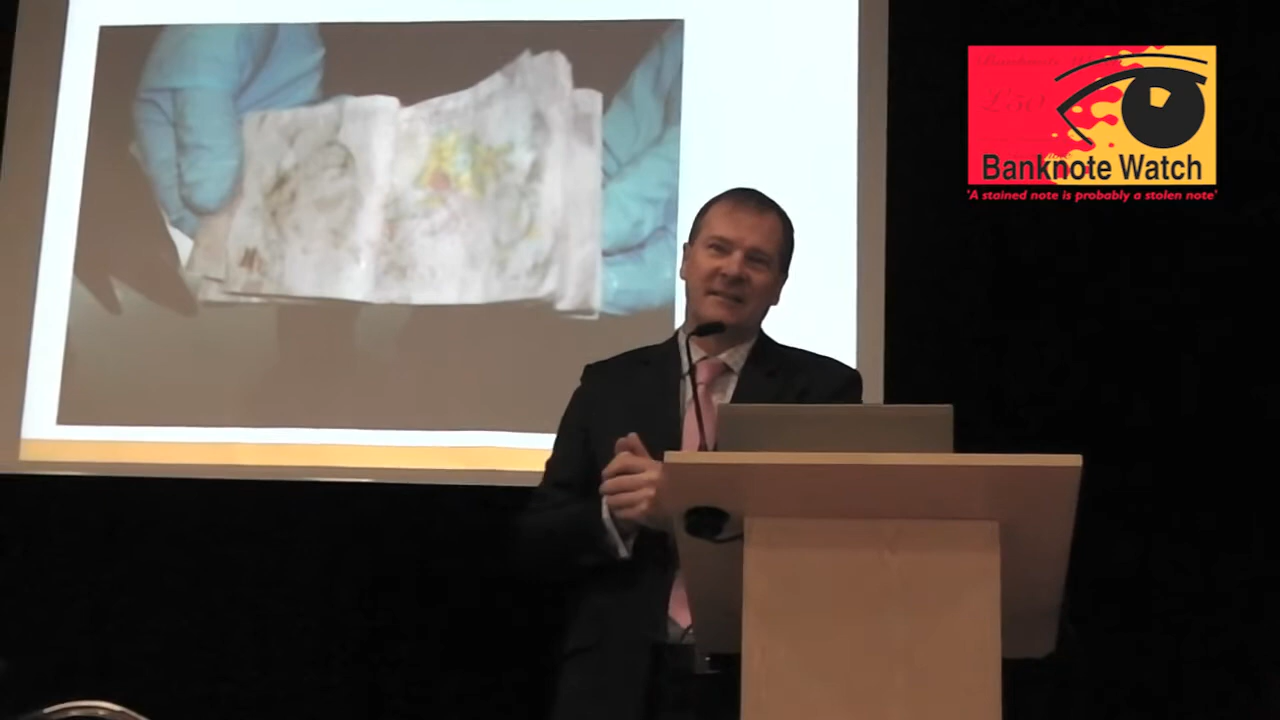 Banknote Watch
'A stained note is probably a stolen note'